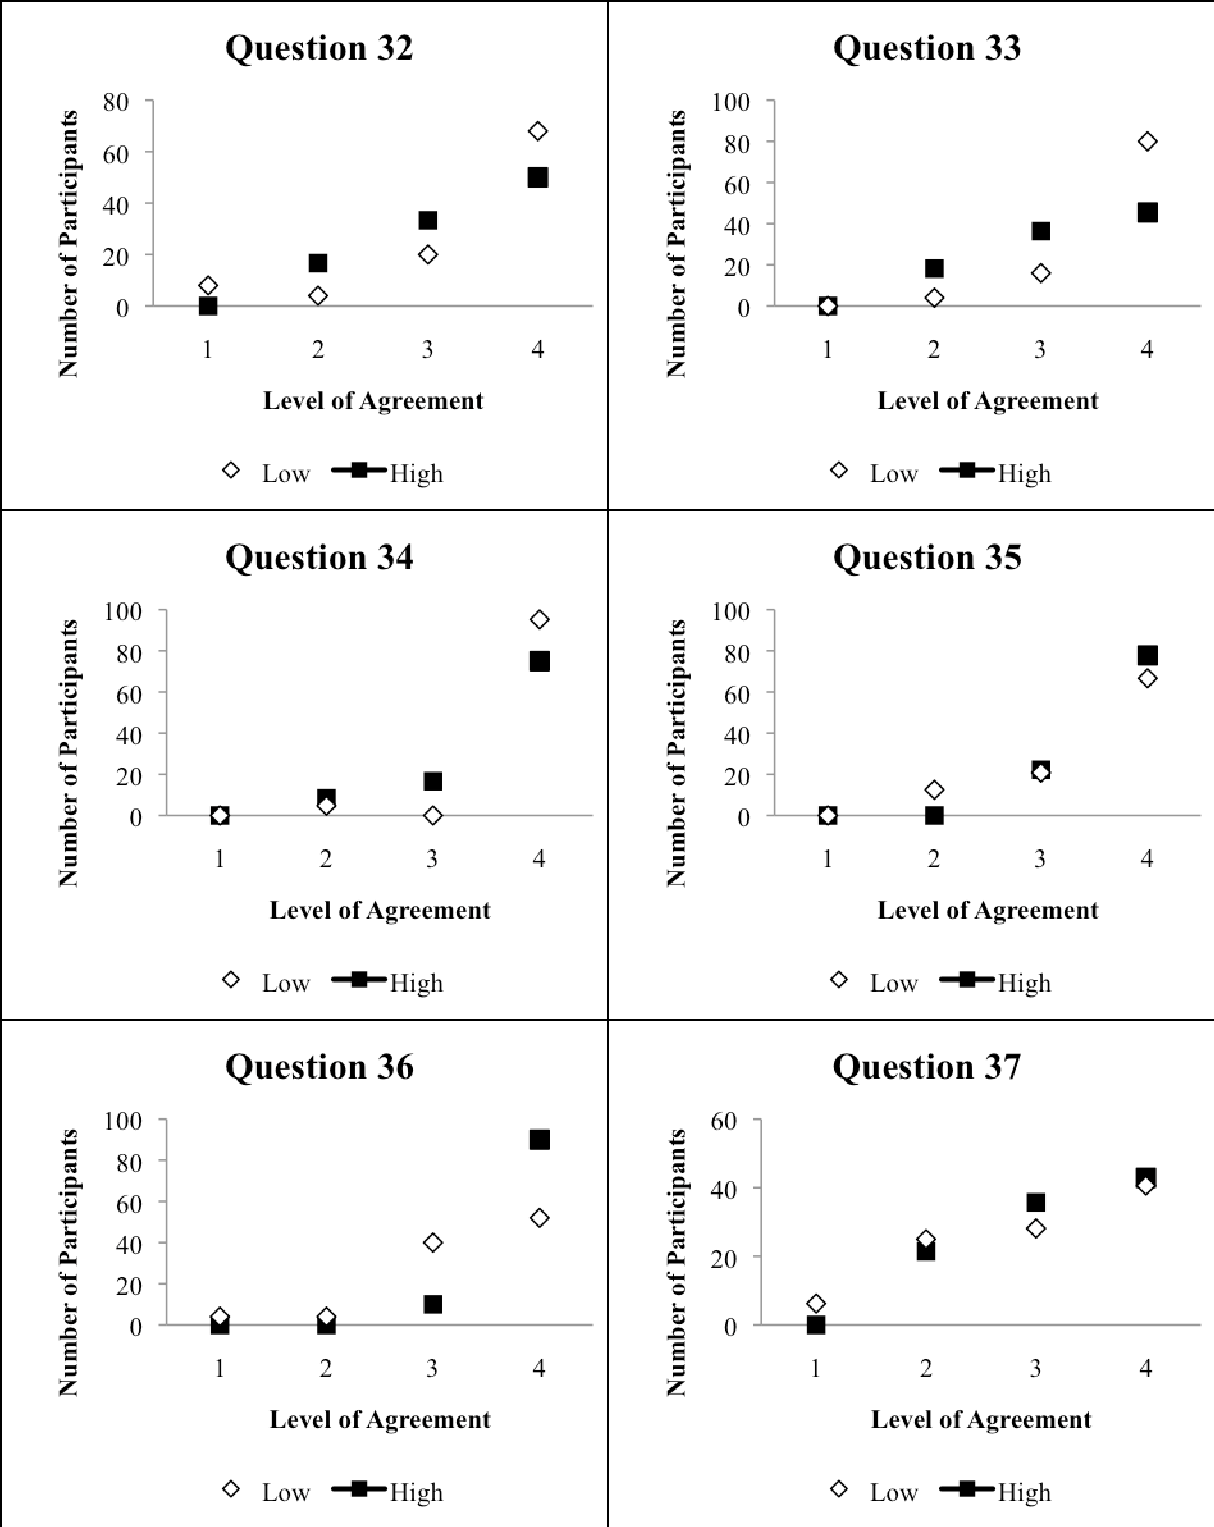 Question 32
80
60
40
20
0
Number of Participants
1 2 3 4
Level of Agreement
Low High
Question 33
100
80
60
40
20
0
Number of Participants
1 2 3 4
Level of Agreement
Low High
Question 34
100
80
60
40
20
0
Number of Participants
1 2 3 4
Level of Agreement
Low High
Question 35
100
80
60
40
20
0
Number of Participants
1 2 3 4
Level of Agreement
Low High
Question 36
100
80
60
40
20
0
Number of Participants
1 2 3 4
Level of Agreement
Low High
Question 37
60
40
20
0
Number of Participants
1 2 3 4
Level of Agreement
Low High